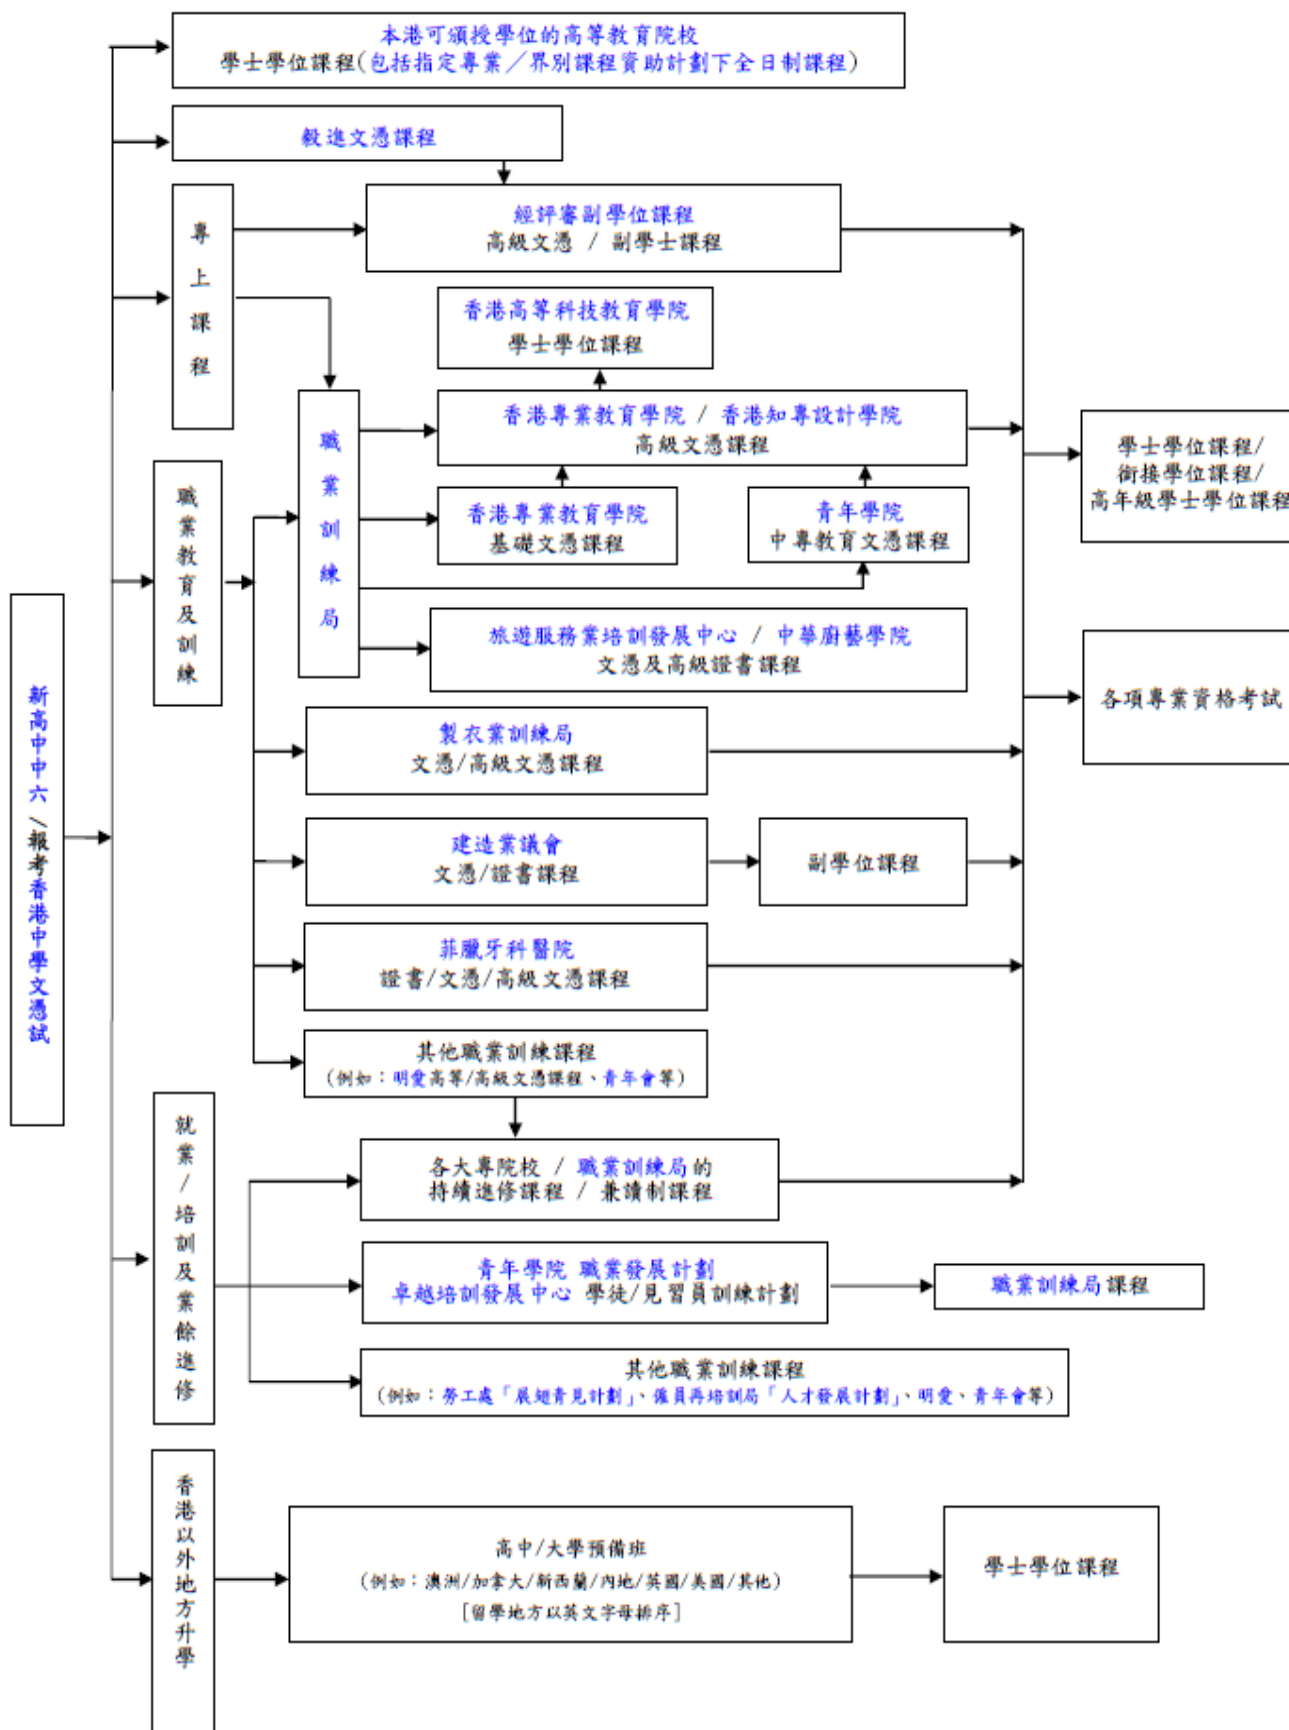 本港可頒授學位的高等教育院校
學士學位課程(包括指定專業／界別課程資助計劃下全日制課程)
毅進文憑課程
專上課程
經評審副學位課程
高級文憑 / 副學士課程
香港高等科技教育學院
學士學位課程
職業訓練局
香港專業教育學院 / 香港知專設計學院
高級文憑課程
學士學位課程/
銜接學位課程/
高年級學士學位課程
職業教育及訓練
香港專業教育學院
基礎文憑課程
青年學院
中專教育文憑課程
旅遊服務業培訓發展中心 / 中華廚藝學院
文憑及高級證書課程
各項專業資格考試
新高中中六／報考香港中學文憑試
製衣業訓練局
文憑/高級文憑課程
建造業議會
文憑/證書課程
副學位課程
菲臘牙科醫院
證書/文憑/高級文憑課程
其他職業訓練課程
(例如：明愛高等/高級文憑課程、青年會等)
就業/培訓及業餘進修
各大專院校 / 職業訓練局的
持續進修課程 / 兼讀制課程
青年學院 職業發展計劃
卓越培訓發展中心 學徒/見習員訓練計劃
職業訓練局課程
其他職業訓練課程
(例如：勞工處「展翅青見計劃」、僱員再培訓局「人才發展計劃」、明愛、青年會等)
香港以外地方升學
高中/大學預備班
(例如：澳洲/加拿大/新西蘭/內地/英國/美國/其他)
[留學地方以英文字母排序]
學士學位課程